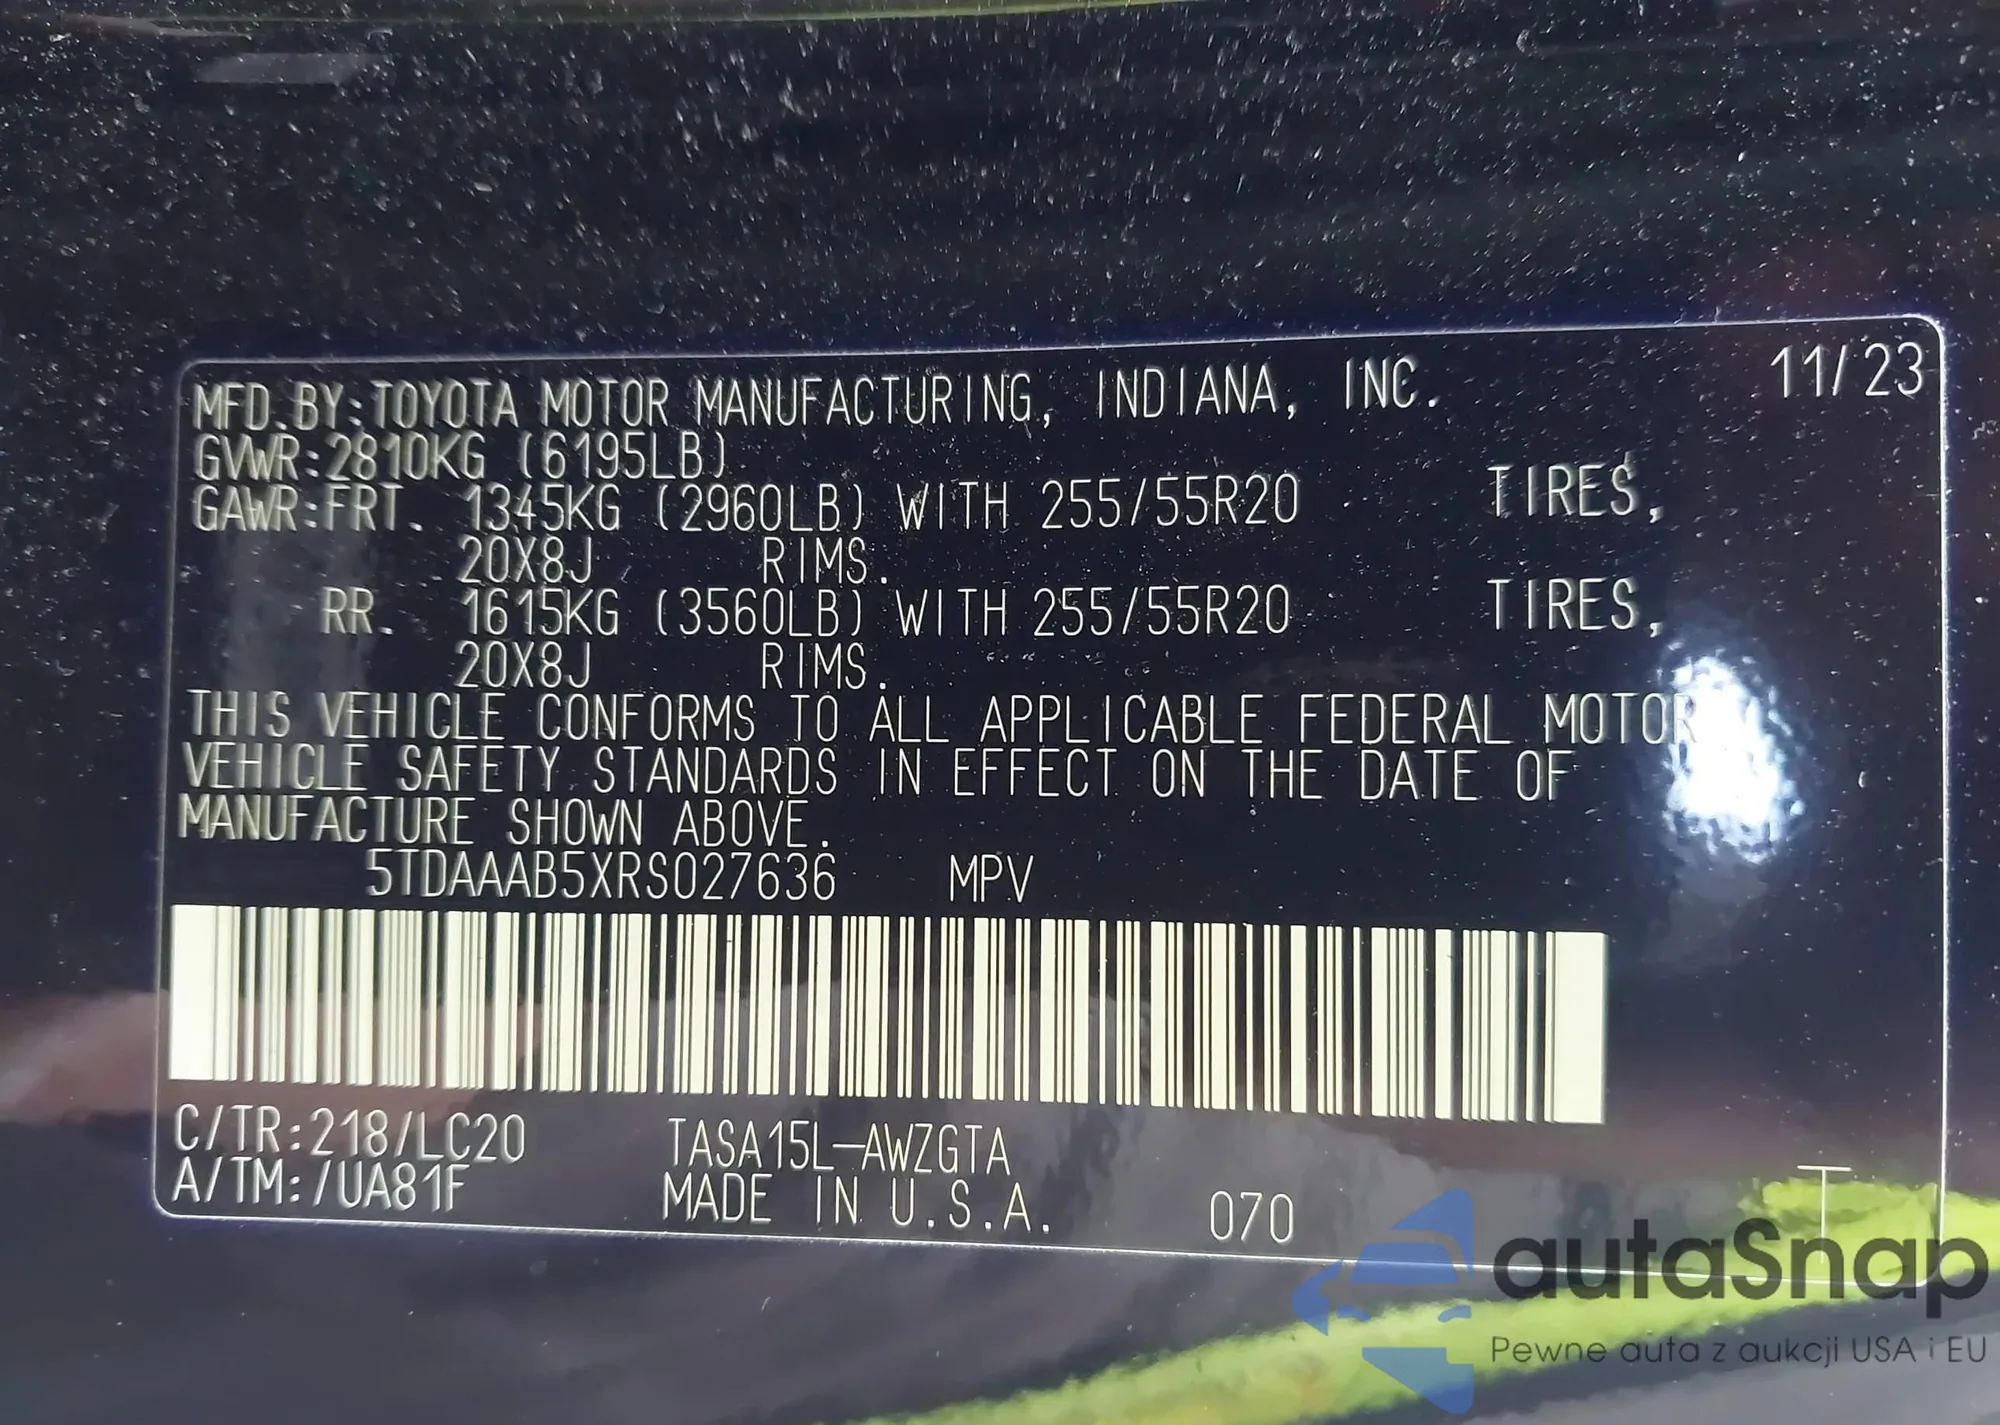 MFD.BY:TOYOTA MOTOR MANUFACTURING, INDIANA, INC. 11/23
GVWR:2810KG (6195LB)
GAWR:FRT. 1345KG (2960LB) WITH 255/55R20 TIRES,
20X8J RIMS.
RR. 1615KG (3560LB) WITH 255/55R20 TIRES,
20X8J RIMS.
THIS VEHICLE CONFORMS TO ALL APPLICABLE FEDERAL MOTOR
VEHICLE SAFETY STANDARDS IN EFFECT ON THE DATE OF
MANUFACTURE SHOWN ABOVE.
5TDAAAB5XRS027636 MPV
C/TR:218/LC20 TASA15L-AWZGTA
A/TM:/UA81F MADE IN U.S.A. 070 T
autaSnap
Pewne auta z aukcji USA i EU